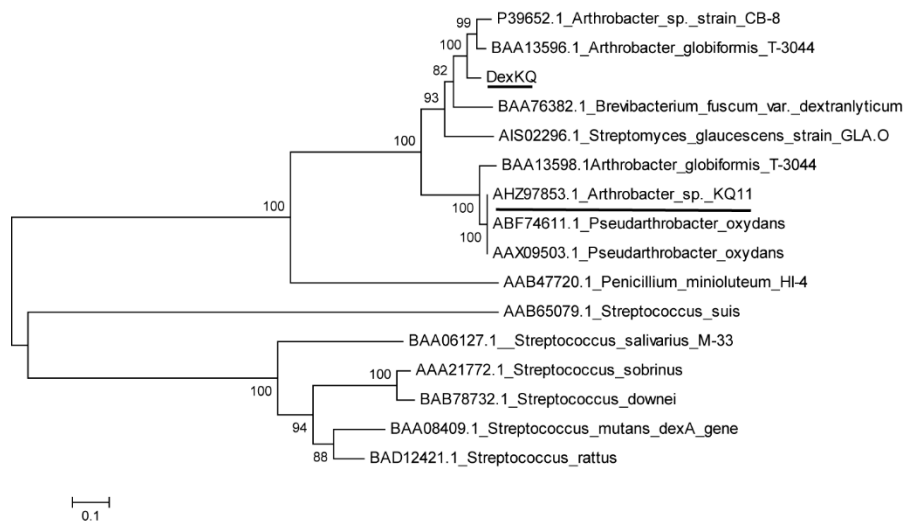 99
P39652.1_Arthrobacter_sp._strain_CB-8
100
BAA13596.1_Arthrobacter_globiformis_T-3044
82
DexKQ
93
BAA76382.1_Brevibacterium_fuscum_var._dextranlyticum
100
AIS02296.1_Streptomyces_glaucescens_strain_GLA.O
BAA13598.1Arthrobacter_globiformis_T-3044
100
AHZ97853.1_Arthrobacter_sp._KQ11
100
ABF74611.1_Pseudarthrobacter_oxydans
100
AAX09503.1_Pseudarthrobacter_oxydans
AAB47720.1_Penicillium_minioluteum_HI-4
AAB65079.1_Streptococcus_suis
BAA06127.1__Streptococcus_salivarius_M-33
100
100
AAA21772.1_Streptococcus_sobrinus
BAB78732.1_Streptococcus_downei
94
BAA08409.1_Streptococcus_mutans_dexA_gene
88
BAD12421.1_Streptococcus_rattus
0.1